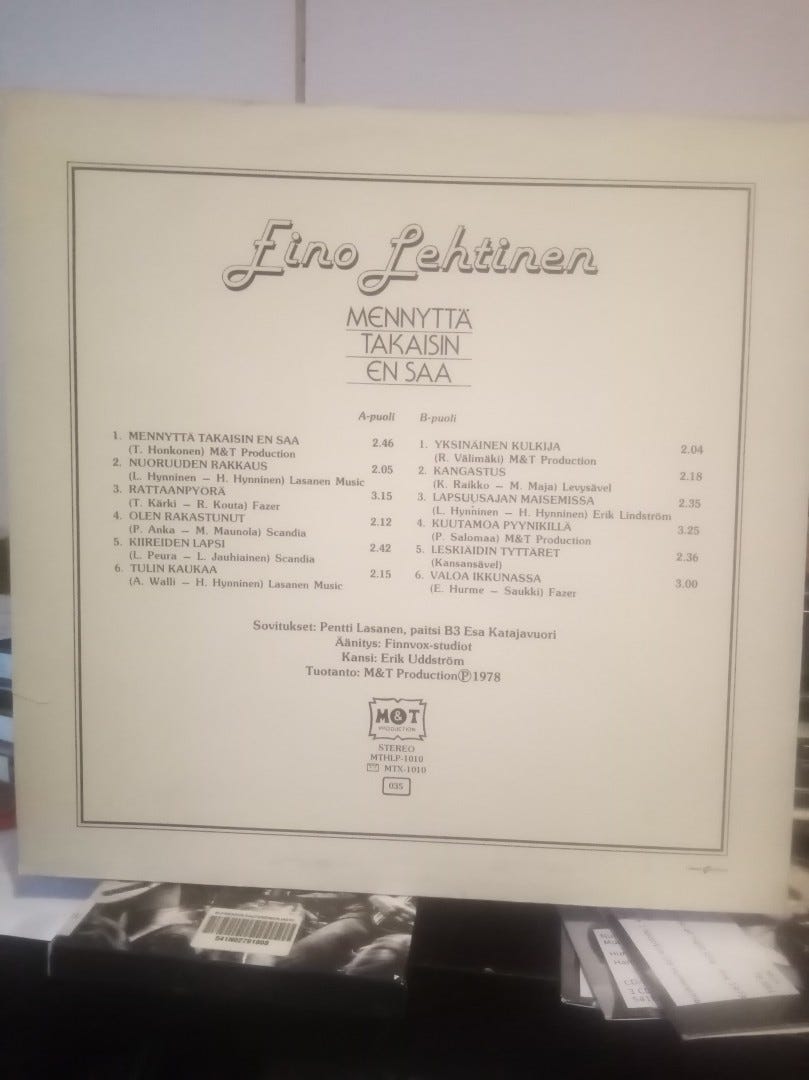 Eino Lehtinen
MENNYTTÄ
TAKAISIN
EN SAA
A-puoli
1. MENNYTTÄ TAKAISIN EN SAA 2.46
(T. Honkonen) M&T Production
2. NUORUUDEN RAKKAUS 2.05
(L. Hynninen – H. Hynninen) Lasanen Music
3. RATTAANPYÖRÄ 3.15
(T. Kärki – R. Kouta) Fazer
4. OLEN RAKASTUNUT 2.12
(P. Anka – M. Maunola) Scandia
5. KIIREIDEN LAPSI 2.42
(L. Peura – L. Jauhiainen) Scandia
6. TULIN KAUKAA 2.15
(A. Walli – H. Hynninen) Lasanen Music
B-puoli
1. YKSINÄINEN KULKIJA 2.04
(R. Välimäki) M&T Production
2. KANGASTUS 2.18
(K. Raikko – M. Maja) Levysävel
3. LAPSUUSAJAN MAISEMISSA 2.35
(L. Hynninen – H. Hynninen) Erik Lindström
4. KUUTAMOA PYYNIKILLÄ 3.25
(P. Salomaa) M&T Production
5. LESKIÄIDIN TYTTÄRET 2.36
(Kansansävel)
6. VALOA IKKUNASSA 3.00
(E. Hurme – Saukki) Fazer
Sovitukset: Pentti Lasanen, paitsi B3 Esa Katajavuori
Äänitys: Finnvox-studiot
Kansi: Erik Uddström
Tuotanto: M&T Production Ⓟ 1978
M&T
PRODUCTION
STEREO
MTHLP-1010
MTX-1010
035
541N02791808